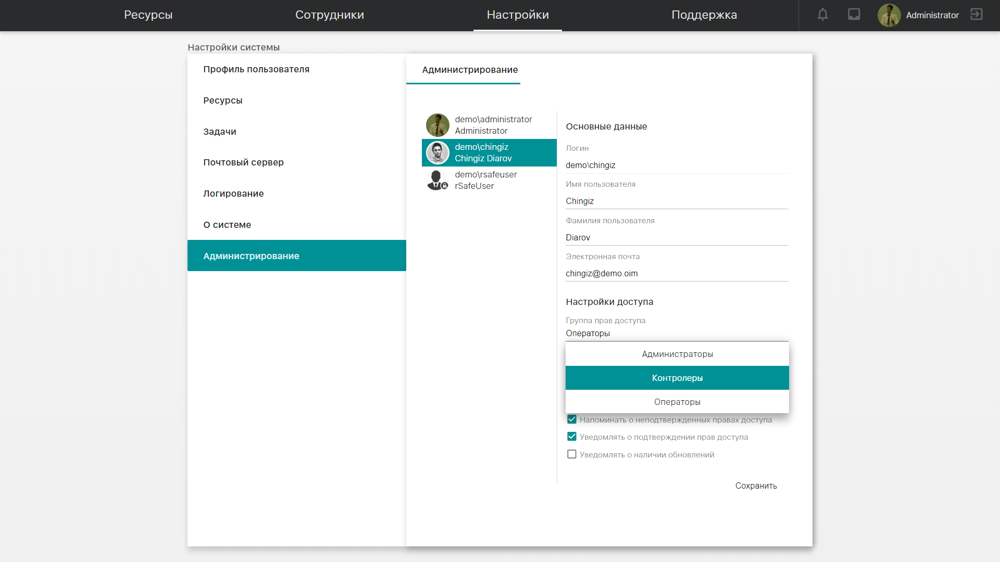 Ресурсы
Сотрудники
Настройки
Поддержка
Administrator
Настройки системы
Профиль пользователя
Ресурсы
Задачи
Почтовый сервер
Логирование
О системе
Администрирование
Администрирование
demo\administrator
Administrator
demo\chingiz
Chingiz Diarov
demo\rsafeuser
rSafeUser
Основные данные
Логин
demo\chingiz
Имя пользователя
Chingiz
Фамилия пользователя
Diarov
Электронная почта
chingiz@demo.oim
Настройки доступа
Группа прав доступа
Операторы
Администраторы
Контролеры
Операторы
Напоминать о неподтвержденных правах доступа
Уведомлять о подтверждении прав доступа
Уведомлять о наличии обновлений
Сохранить